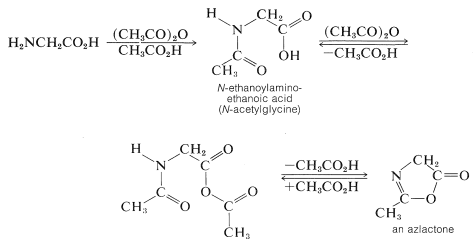 H₂NCH₂CO₂H (CH₃CO)₂O CH₃CO₂H
H N CH₂ C O OH C CH₃ O
(CH₃CO)₂O −CH₃CO₂H
N-ethanoylamino-
ethanoic acid
(N-acetylglycine)
H N CH₂ C O O C CH₃ O C O CH₃
−CH₃CO₂H +CH₃CO₂H
CH₂ N C C O O CH₃
an azlactone